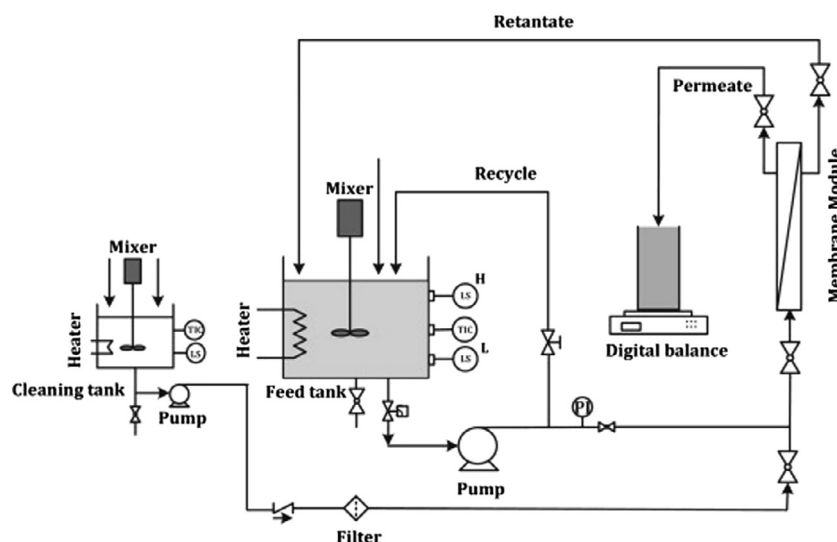 Retantate
Permeate
Mixer
Recycle
Membrane Module
Mixer
H
LS
TIC
LS
Heater
Heater
TIC
LS
L
Digital balance
Cleaning tank
Feed tank
Pump
PI
Pump
Filter